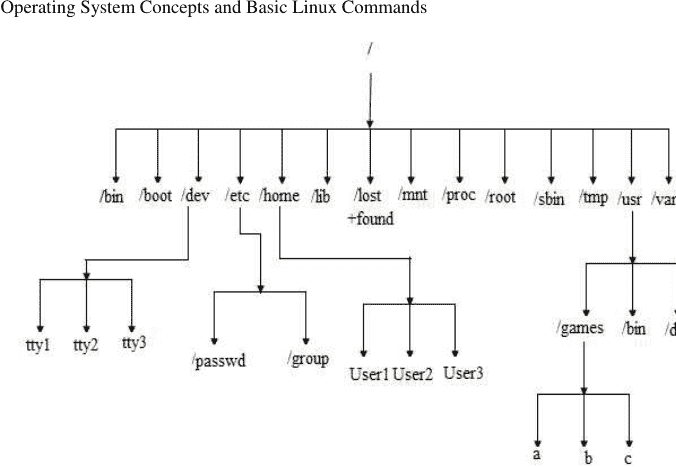 Operating System Concepts and Basic Linux Commands
/
/bin /boot /dev /etc /home /lib /lost /mnt /proc /root /sbin /tmp /usr /var
+found
/games /bin /d
tty1 tty2 tty3
/passwd /group
User1 User2 User3
a b c